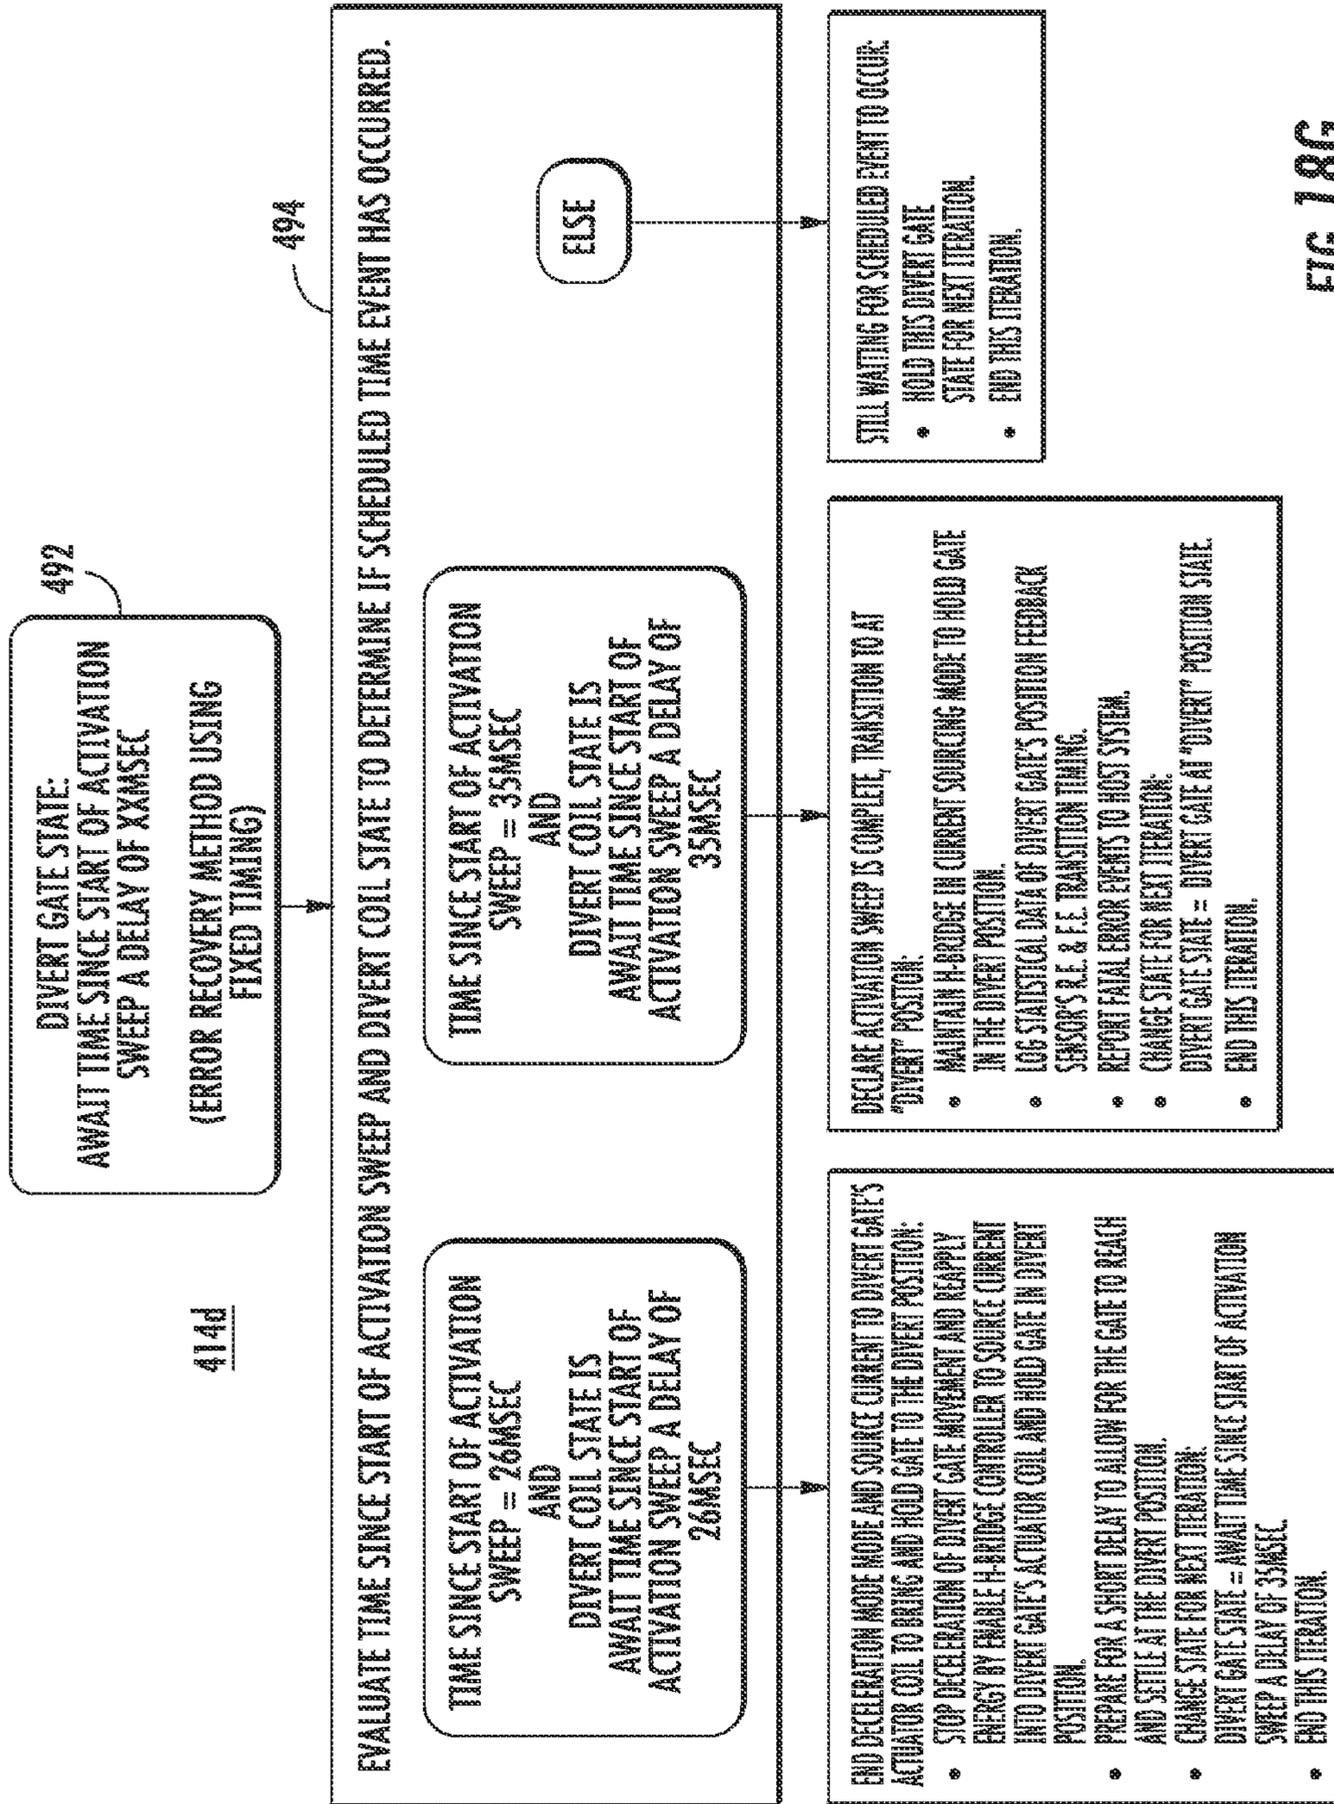 414d
DIVERT GATE STATE:
AWAIT TIME SINCE START OF ACTIVATION
SWEEP A DELAY OF XXMSEC
(ERROR RECOVERY METHOD USING
FIXED TIMING)
492
494
EVALUATE TIME SINCE START OF ACTIVATION SWEEP AND DIVERT COIL STATE TO DETERMINE IF SCHEDULED TIME EVENT HAS OCCURRED.
TIME SINCE START OF ACTIVATION
SWEEP = 26MSEC
AND
DIVERT COIL STATE IS
AWAIT TIME SINCE START OF
ACTIVATION SWEEP A DELAY OF
26MSEC
TIME SINCE START OF ACTIVATION
SWEEP = 35MSEC
AND
DIVERT COIL STATE IS
AWAIT TIME SINCE START OF
ACTIVATION SWEEP A DELAY OF
35MSEC
ELSE
END DECELERATION MODE MODE AND SOURCE CURRENT TO DIVERT GATE'S
ACTUATOR COIL TO BRING AND HOLD GATE TO THE DIVERT POSITION:
• STOP DECELERATION OF DIVERT GATE MOVEMENT AND REAPPLY
ENERGY BY ENABLE H-BRIDGE CONTROLLER TO SOURCE CURRENT
INTO DIVERT GATE'S ACTUATOR COIL AND HOLD GATE IN DIVERT
POSITION.
• PREPARE FOR A SHORT DELAY TO ALLOW FOR THE GATE TO REACH
AND SETTLE AT THE DIVERT POSITION.
• CHANGE STATE FOR NEXT ITERATION:
DIVERT GATE STATE = AWAIT TIME SINCE START OF ACTIVATION
SWEEP A DELAY OF 35MSEC.
• END THIS ITERATION.
DECLARE ACTIVATION SWEEP IS COMPLETE, TRANSITION TO AT
"DIVERT" POSITON:
• MAINTAIN H-BRIDGE IN CURRENT SOURCING MODE TO HOLD GATE
IN THE DIVERT POSITION.
• LOG STATISTICAL DATA OF DIVERT GATE'S POSITION FEEDBACK
SENSOR'S R.E. & F.E. TRANSITION TIMING.
• REPORT FATAL ERROR EVENTS TO HOST SYSTEM.
• CHANGE STATE FOR NEXT ITERATION:
DIVERT GATE STATE = DIVERT GATE AT "DIVERT" POSITION STATE.
• END THIS ITERATION.
STILL WAITING FOR SCHEDULED EVENT TO OCCUR:
• HOLD THIS DIVERT GATE
STATE FOR NEXT ITERATION.
• END THIS ITERATION.
FIG. 18G